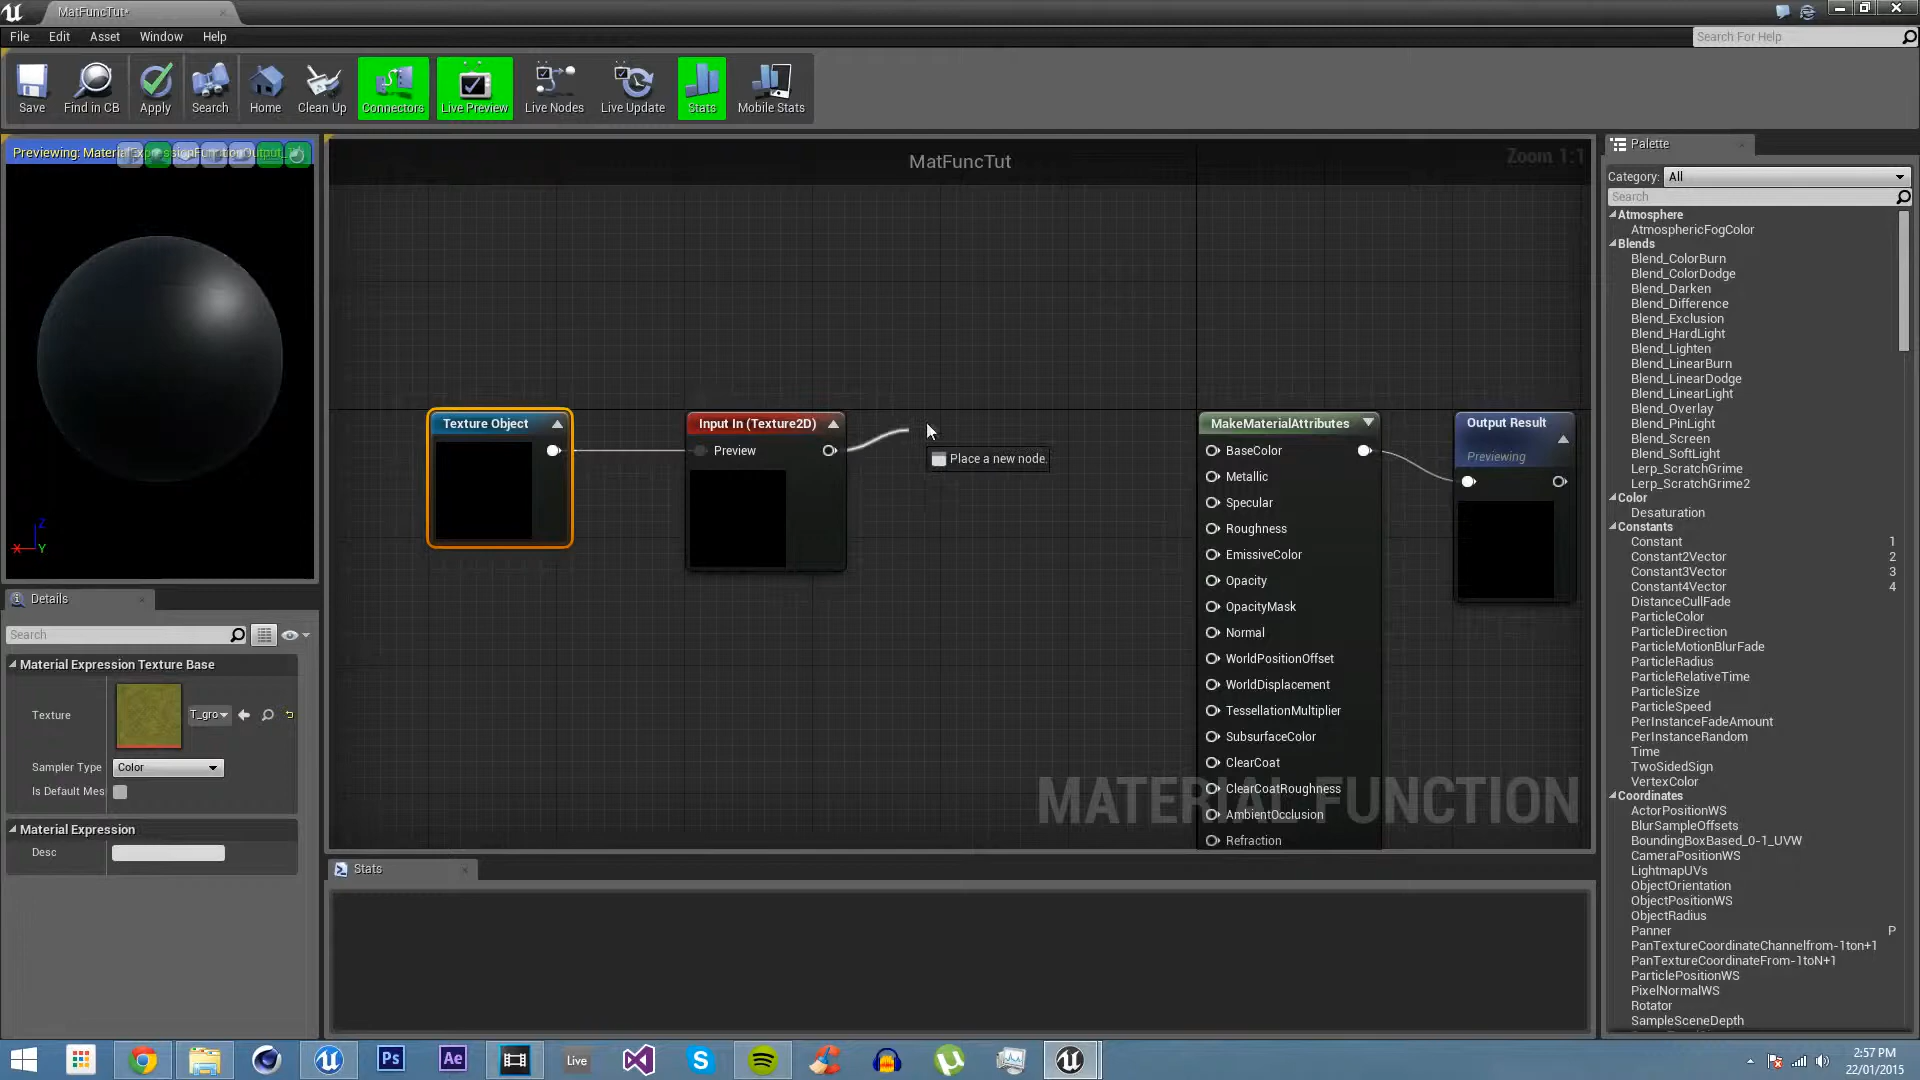 MatFuncTut*
File Edit Asset Window Help
Search For Help
Save
Find in CB
Apply
Search
Home
Clean Up
Connectors
Live Preview
Live Nodes
Live Update
Stats
Mobile Stats
MatFuncTut
Zoom 1:1
Texture Object
Input In (Texture2D)
Preview
Place a new node.
MakeMaterialAttributes
BaseColor
Metallic
Specular
Roughness
EmissiveColor
Opacity
OpacityMask
Normal
WorldPositionOffset
WorldDisplacement
TessellationMultiplier
SubsurfaceColor
ClearCoat
ClearCoatRoughness
AmbientOcclusion
Refraction
Output Result
Previewing
MATERIAL FUNCTION
X
Y
Z
Details
Search
Material Expression Texture Base
Texture
T_gro
Sampler Type
Color
Is Default Mes
Material Expression
Desc
Stats
Palette
Category: All
Search
Atmosphere
AtmosphericFogColor
Blends
Blend_ColorBurn
Blend_ColorDodge
Blend_Darken
Blend_Difference
Blend_Exclusion
Blend_HardLight
Blend_Lighten
Blend_LinearBurn
Blend_LinearDodge
Blend_LinearLight
Blend_Overlay
Blend_PinLight
Blend_Screen
Blend_SoftLight
Lerp_ScratchGrime
Lerp_ScratchGrime2
Color
Desaturation
Constants
Constant 1
Constant2Vector 2
Constant3Vector 3
Constant4Vector 4
DistanceCullFade
ParticleColor
ParticleDirection
ParticleMotionBlurFade
ParticleRadius
ParticleRelativeTime
ParticleSize
ParticleSpeed
PerInstanceFadeAmount
PerInstanceRandom
Time
TwoSidedSign
VertexColor
Coordinates
ActorPositionWS
BlurSampleOffsets
BoundingBoxBased_0-1_UVW
CameraPositionWS
LightmapUVs
ObjectOrientation
ObjectPositionWS
ObjectRadius
Panner P
PanTextureCoordinateChannelfrom-1ton+1
PanTextureCoordinateFrom-1toN+1
ParticlePositionWS
PixelNormalWS
Rotator
SampleSceneDepth
Ps
Ae
Live
2:57 PM
22/01/2015